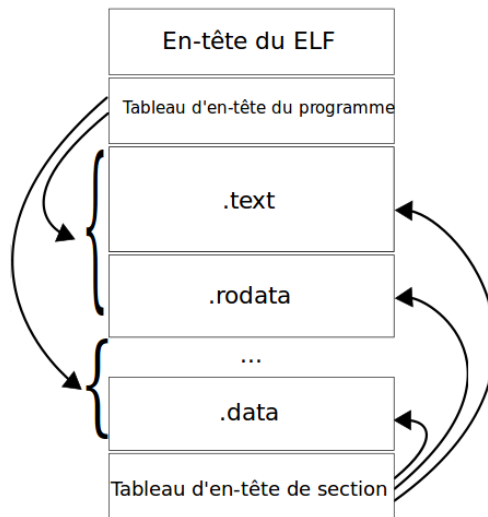 En-tête du ELF
Tableau d'en-tête du programme
.text
.rodata
...
.data
Tableau d'en-tête de section